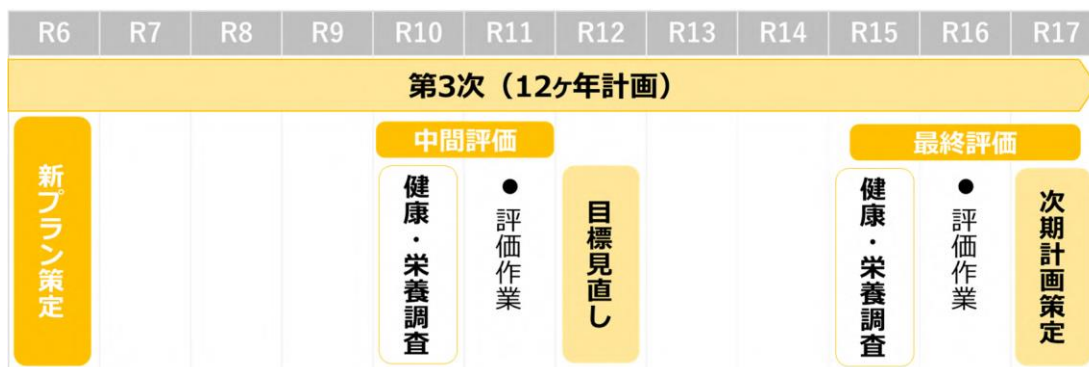 R6 R7 R8 R9 R10 R11 R12 R13 R14 R15 R16 R17
第3次（12ヶ年計画）
中間評価
最終評価
新プラン策定
健康・栄養調査
●評価作業
目標見直し
健康・栄養調査
●評価作業
次期計画策定